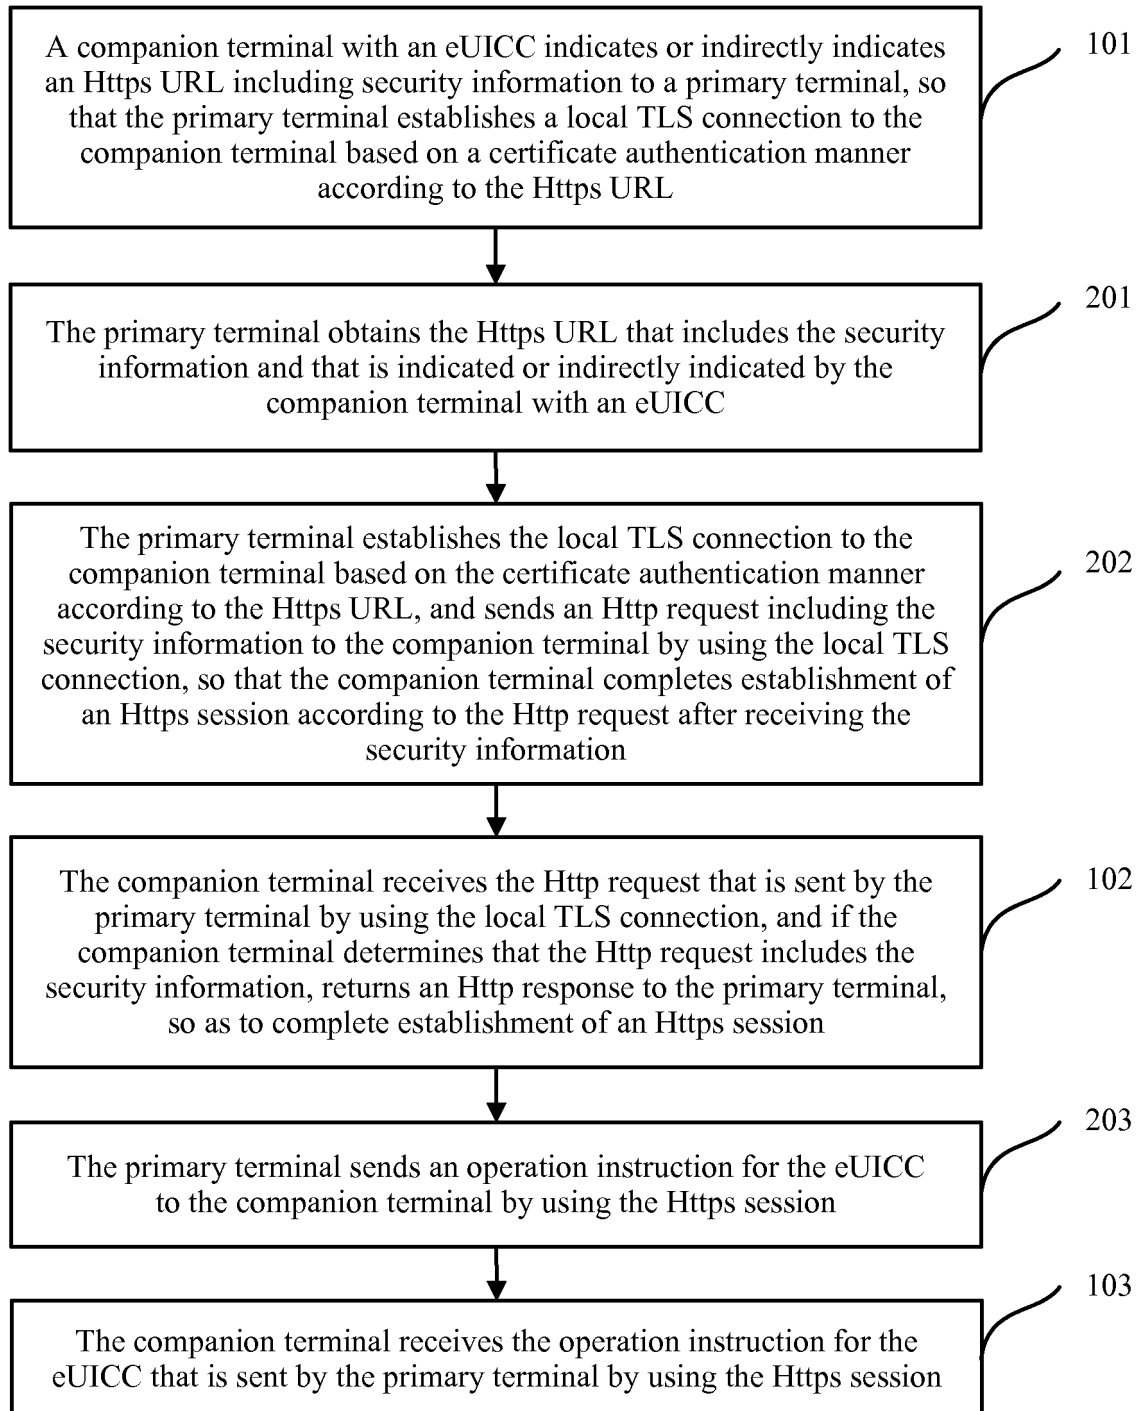 A companion terminal with an eUICC indicates or indirectly indicates
an Https URL including security information to a primary terminal, so
that the primary terminal establishes a local TLS connection to the
companion terminal based on a certificate authentication manner
according to the Https URL
101
The primary terminal obtains the Https URL that includes the security
information and that is indicated or indirectly indicated by the
companion terminal with an eUICC
201
The primary terminal establishes the local TLS connection to the
companion terminal based on the certificate authentication manner
according to the Https URL, and sends an Http request including the
security information to the companion terminal by using the local TLS
connection, so that the companion terminal completes establishment of
an Https session according to the Http request after receiving the
security information
202
The companion terminal receives the Http request that is sent by the
primary terminal by using the local TLS connection, and if the
companion terminal determines that the Http request includes the
security information, returns an Http response to the primary terminal,
so as to complete establishment of an Https session
102
The primary terminal sends an operation instruction for the eUICC
to the companion terminal by using the Https session
203
The companion terminal receives the operation instruction for the
eUICC that is sent by the primary terminal by using the Https session
103